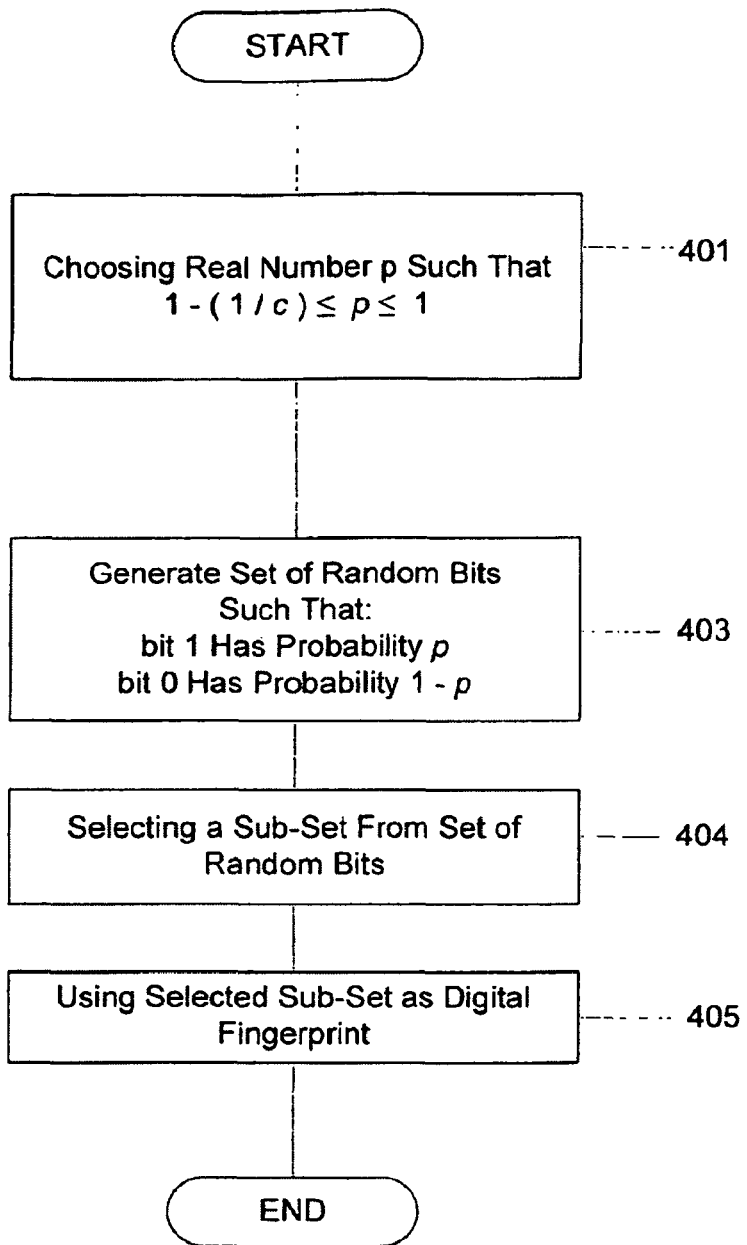 START
Choosing Real Number p Such That
1 - ( 1 / c ) ≤ p ≤ 1
401
Generate Set of Random Bits
Such That:
bit 1 Has Probability p
bit 0 Has Probability 1 - p
403
Selecting a Sub-Set From Set of
Random Bits
404
Using Selected Sub-Set as Digital
Fingerprint
405
END